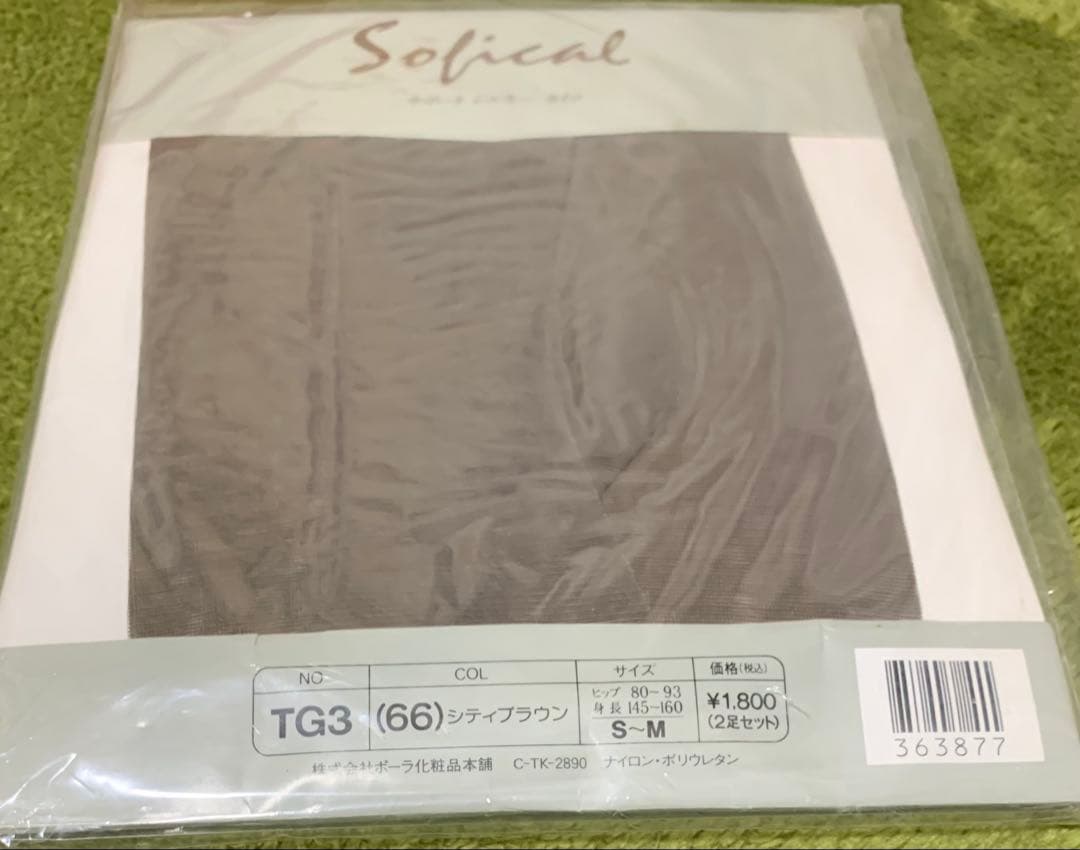 Sofical
NO COL サイズ 価格(税込)
TG3 (66)シティブラウン ヒップ 80~93 ¥1,800
身長 145~160 (2足セット)
S~M
株式会社ポーラ化粧品本舗 C-TK-2890 ナイロン・ポリウレタン
363877